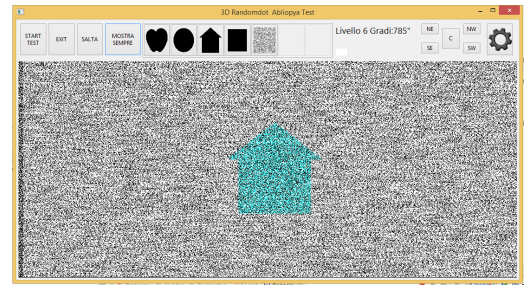 3D Randomdot Abliopya Test
START TEST
EXIT
SALTA
MOSTRA SEMPRE
Livello 6 Gradi:785"
NE
NW
C
SE
SW